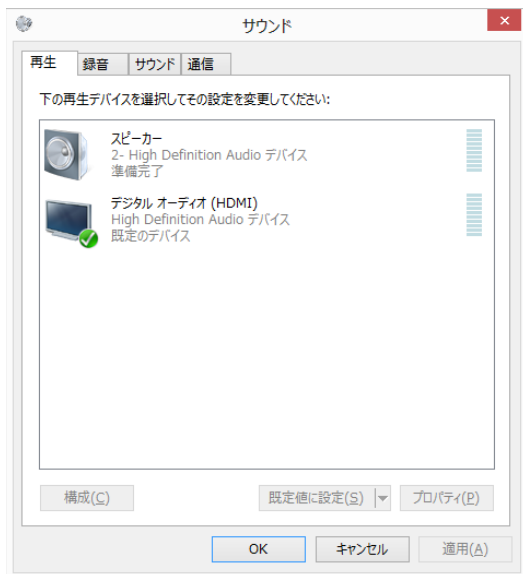 サウンド
再生 録音 サウンド 通信
下の再生デバイスを選択してその設定を変更してください:
スピーカー
2- High Definition Audio デバイス
準備完了
デジタル オーディオ (HDMI)
High Definition Audio デバイス
既定のデバイス
構成(C) 既定値に設定(S) プロパティ(P)
OK キャンセル 適用(A)